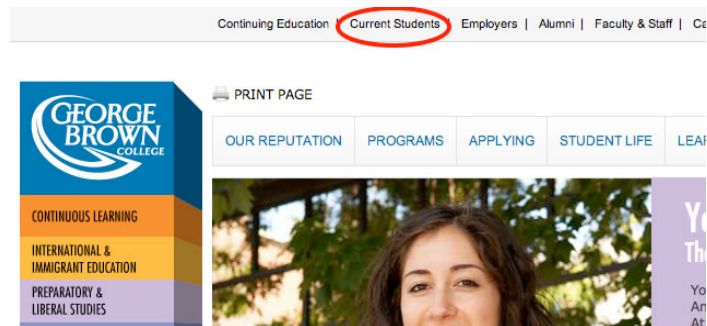 Continuing Education | Current Students | Employers | Alumni | Faculty & Staff |
PRINT PAGE
GEORGE
BROWN
COLLEGE
OUR REPUTATION PROGRAMS APPLYING STUDENT LIFE
CONTINUOUS LEARNING
INTERNATIONAL &
IMMIGRANT EDUCATION
PREPARATORY &
LIBERAL STUDIES